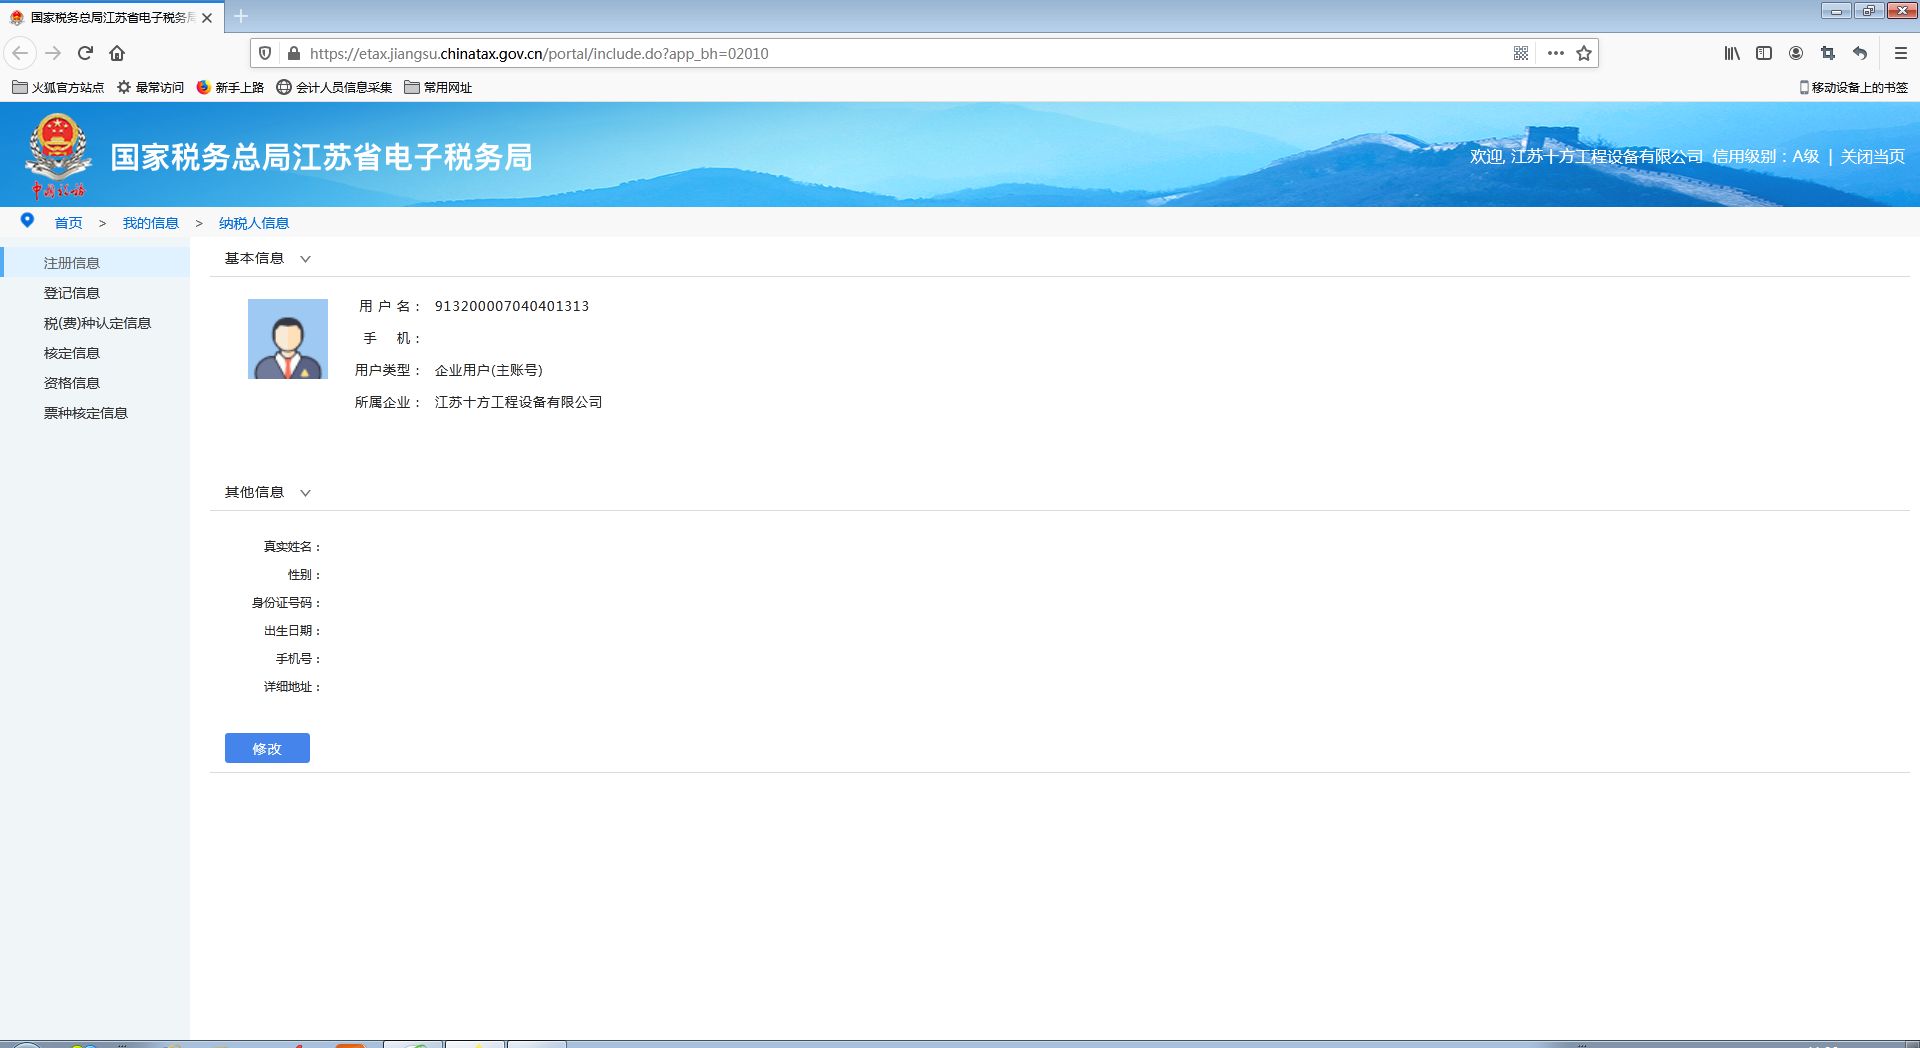 国家税务总局江苏省电子税务局
https://etax.jiangsu.chinatax.gov.cn/portal/include.do?app_bh=02010
火狐官方站点 最常访问 新手上路 会计人员信息采集 常用网址 移动设备上的书签
中国税务
国家税务总局江苏省电子税务局
欢迎, 江苏十方工程设备有限公司 信用级别：A级 | 关闭当页
首页 > 我的信息 > 纳税人信息
注册信息
登记信息
税(费)种认定信息
核定信息
资格信息
票种核定信息
基本信息
用 户 名： 913200007040401313
手 机：
用户类型： 企业用户(主账号)
所属企业： 江苏十方工程设备有限公司
其他信息
真实姓名：
性别：
身份证号码：
出生日期：
手机号：
详细地址：
修改